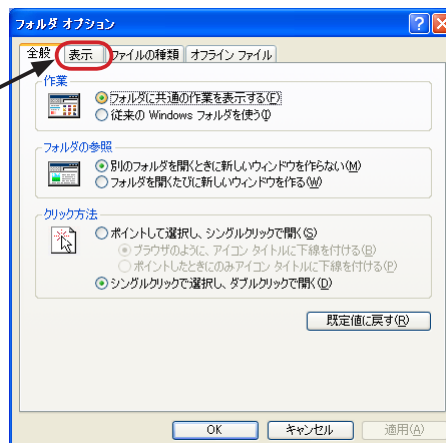 フォルダ オプション
全般 表示 ファイルの種類 オフライン ファイル
作業
フォルダに共通の作業を表示する(F)
従来の Windows フォルダを使う(I)
フォルダの参照
別のフォルダを開くときに新しいウィンドウを作らない(M)
フォルダを開くたびに新しいウィンドウを作る(W)
クリック方法
ポイントして選択し、シングルクリックで開く(S)
ブラウザのように、アイコン タイトルに下線を付ける(B)
ポイントしたときにのみアイコン タイトルに下線を付ける(P)
シングルクリックで選択し、ダブルクリックで開く(D)
既定値に戻す(R)
OK キャンセル 適用(A)